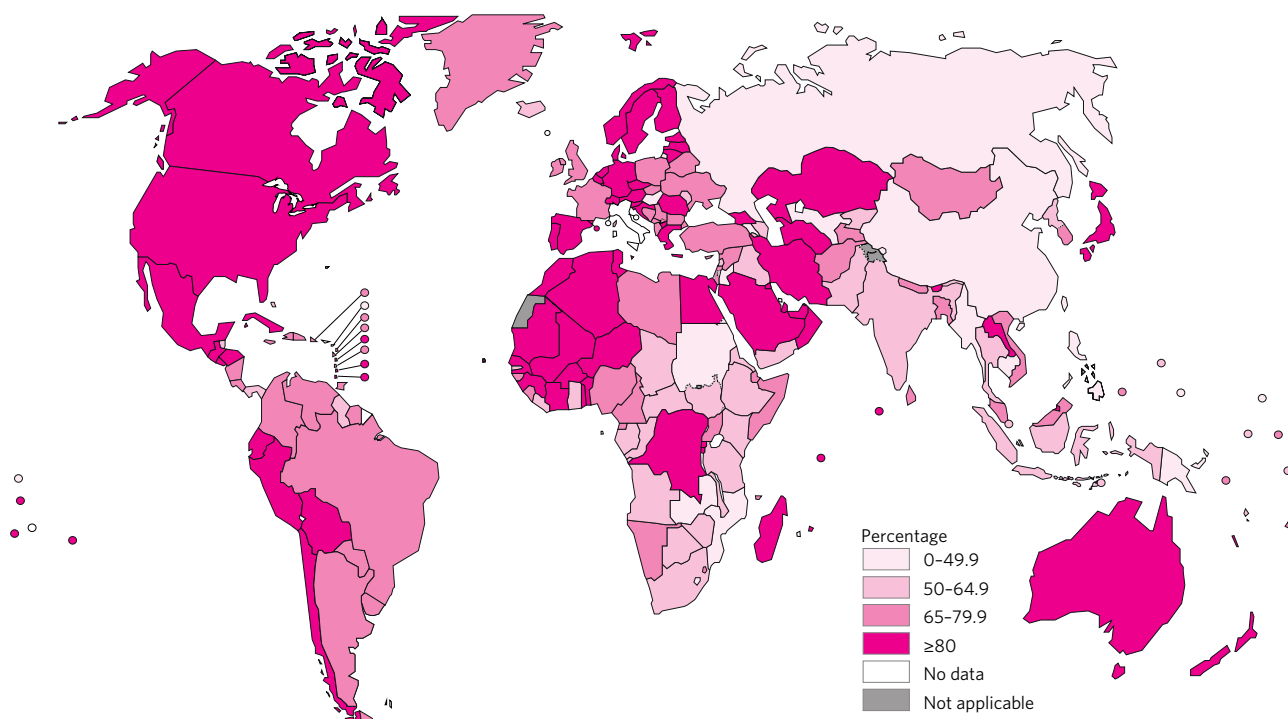 Percentage
0–49.9
50–64.9
65–79.9
≥80
No data
Not applicable